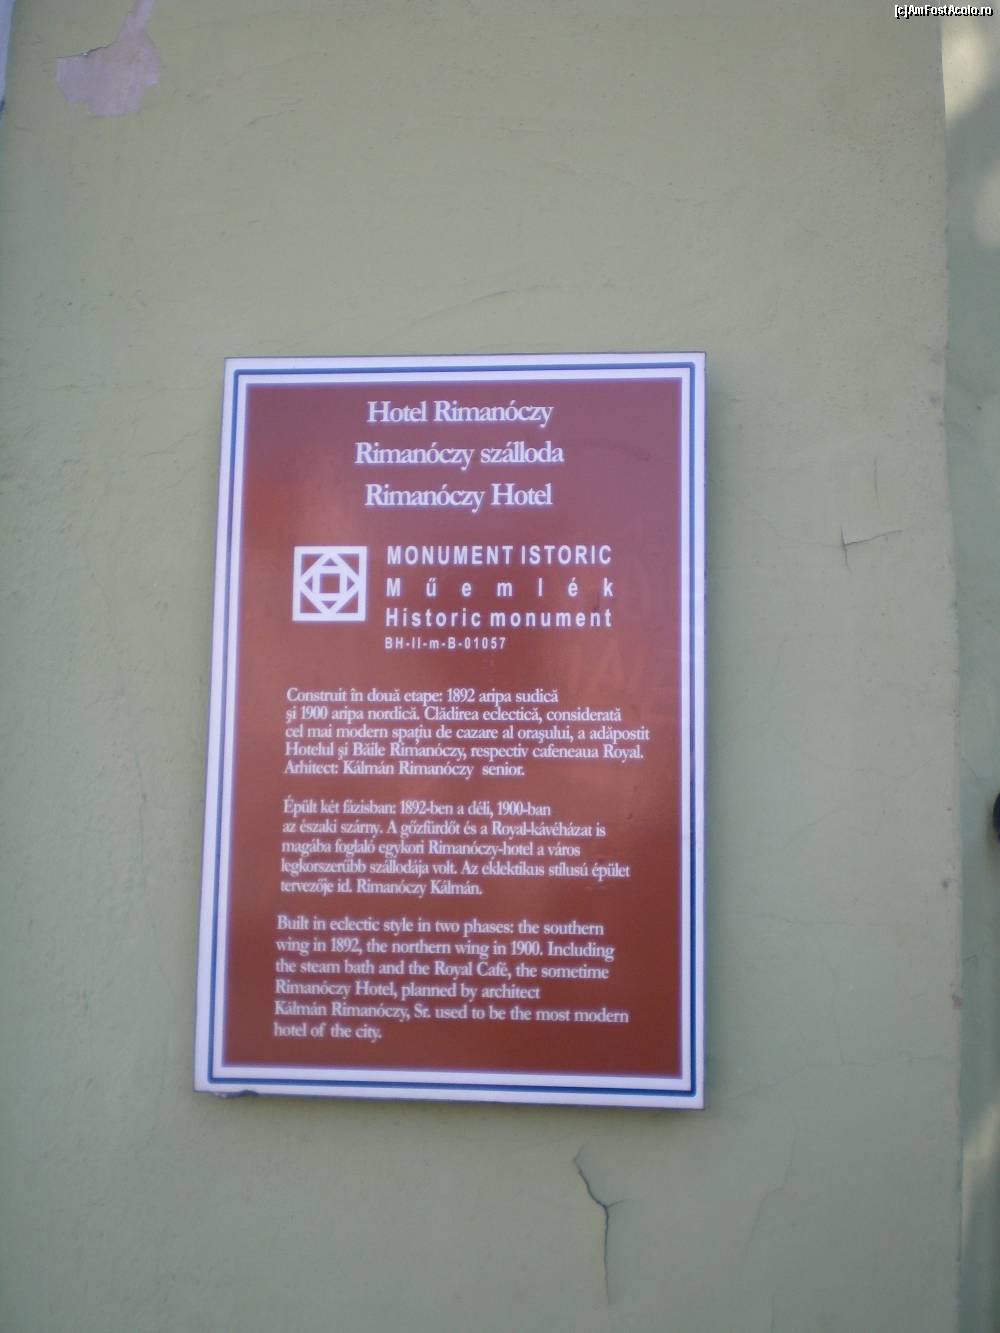 [c]AmFostAcolo.ro
Hotel Rimanóczy
Rimanóczy szálloda
Rimanóczy Hotel
MONUMENT ISTORIC
Műemlék
Historic monument
BH-II-m-B-01057
Construit în două etape: 1892 aripa sudică
şi 1900 aripa nordică. Clădirea eclectică, considerată
cel mai modern spaţiu de cazare al oraşului, a adăpostit
Hotelul şi Băile Rimanóczy, respectiv cafeneaua Royal.
Arhitect: Kálmán Rimanóczy senior.
Épült két fázisban: 1892-ben a déli, 1900-ban
az északi szárny. A gőzfürdőt és a Royal-kávéházat is
magába foglaló egykori Rimanóczy-hotel a város
legkorszerűbb szállodája volt. Az eklektikus stílusú épület
tervezője id. Rimanóczy Kálmán.
Built in eclectic style in two phases: the southern
wing in 1892, the northern wing in 1900. Including
the steam bath and the Royal Café, the sometime
Rimanóczy Hotel, planned by architect
Kálmán Rimanóczy, Sr. used to be the most modern
hotel of the city.